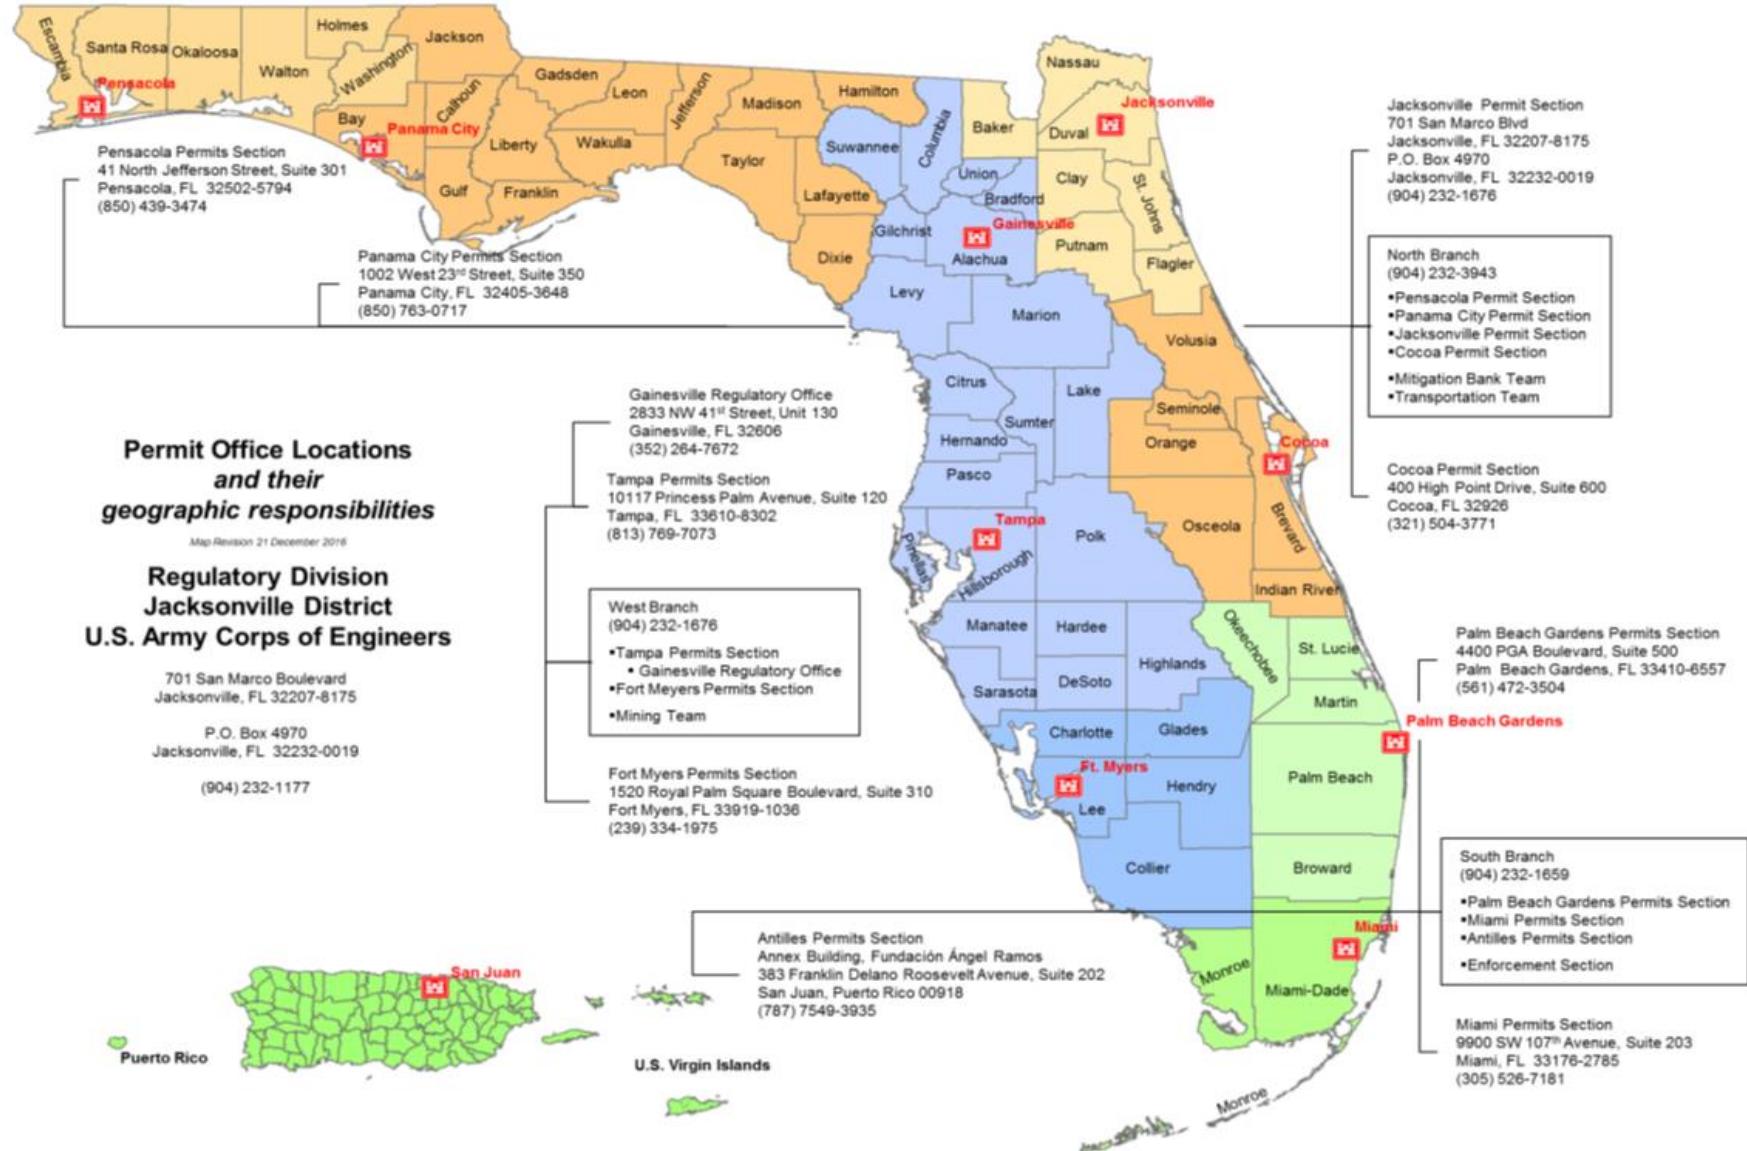 Escambia
Santa Rosa
Okaloosa
Walton
Holmes
Washington
Jackson
Bay
Calhoun
Gulf
Liberty
Gadsden
Franklin
Leon
Wakulla
Jefferson
Madison
Taylor
Hamilton
Lafayette
Dixie
Suwannee
Columbia
Baker
Nassau
Duval
Union
Bradford
Clay
St. Johns
Gilchrist
Alachua
Putnam
Flagler
Levy
Marion
Volusia
Citrus
Sumter
Lake
Seminole
Orange
Hernando
Pasco
Osceola
Brevard
Pinellas
Hillsborough
Polk
Indian River
Manatee
Hardee
Highlands
Okeechobee
St. Lucie
Sarasota
DeSoto
Martin
Charlotte
Glades
Lee
Hendry
Palm Beach
Collier
Broward
Monroe
Miami-Dade
Monroe
Pensacola
Panama City
Jacksonville
Gainesville
Cocoa
Tampa
Palm Beach Gardens
Ft. Myers
Miami
San Juan
Pensacola Permits Section
41 North Jefferson Street, Suite 301
Pensacola, FL 32502-5794
(850) 439-3474
Panama City Permits Section
1002 West 23rd Street, Suite 350
Panama City, FL 32405-3648
(850) 763-0717
Jacksonville Permit Section
701 San Marco Blvd
Jacksonville, FL 32207-8175
P.O. Box 4970
Jacksonville, FL 32232-0019
(904) 232-1676
North Branch
(904) 232-3943
▪Pensacola Permit Section
▪Panama City Permit Section
▪Jacksonville Permit Section
▪Cocoa Permit Section
▪Mitigation Bank Team
▪Transportation Team
Cocoa Permit Section
400 High Point Drive, Suite 600
Cocoa, FL 32926
(321) 504-3771
Permit Office Locations
and their
geographic responsibilities
Map Revision 21 December 2016
Regulatory Division
Jacksonville District
U.S. Army Corps of Engineers
701 San Marco Boulevard
Jacksonville, FL 32207-8175
P.O. Box 4970
Jacksonville, FL 32232-0019
(904) 232-1177
Gainesville Regulatory Office
2833 NW 41st Street, Unit 130
Gainesville, FL 32606
(352) 264-7672
Tampa Permits Section
10117 Princess Palm Avenue, Suite 120
Tampa, FL 33610-8302
(813) 769-7073
West Branch
(904) 232-1676
▪Tampa Permits Section
▪ Gainesville Regulatory Office
▪Fort Meyers Permits Section
▪Mining Team
Fort Myers Permits Section
1520 Royal Palm Square Boulevard, Suite 310
Fort Myers, FL 33919-1036
(239) 334-1975
Palm Beach Gardens Permits Section
4400 PGA Boulevard, Suite 500
Palm Beach Gardens, FL 33410-6557
(561) 472-3504
South Branch
(904) 232-1659
▪Palm Beach Gardens Permits Section
▪Miami Permits Section
▪Antilles Permits Section
▪Enforcement Section
Antilles Permits Section
Annex Building, Fundación Ángel Ramos
383 Franklin Delano Roosevelt Avenue, Suite 202
San Juan, Puerto Rico 00918
(787) 7549-3935
Miami Permits Section
9900 SW 107th Avenue, Suite 203
Miami, FL 33176-2785
(305) 526-7181
Puerto Rico
U.S. Virgin Islands